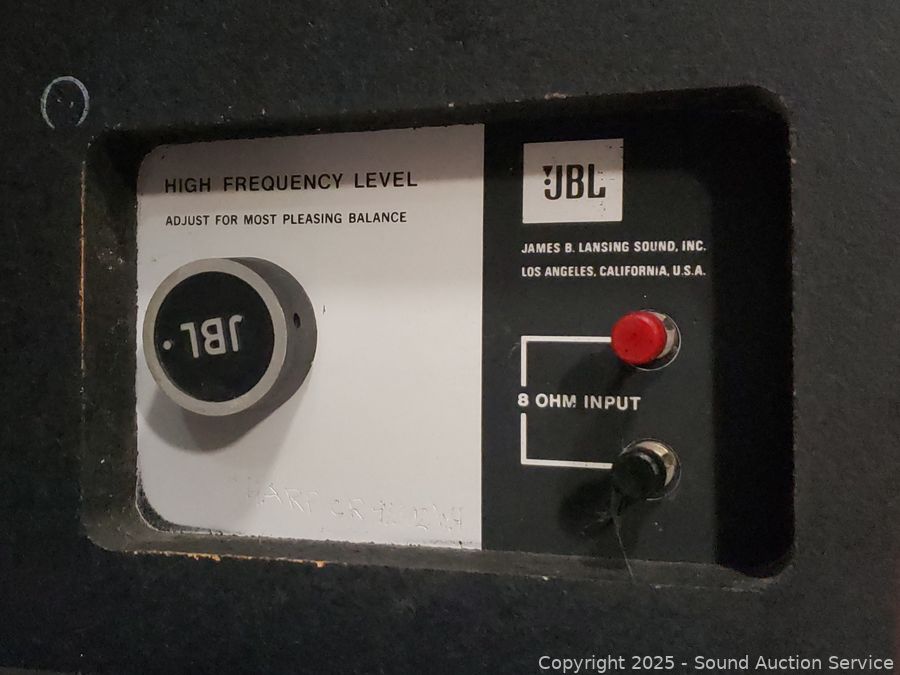 HIGH FREQUENCY LEVEL
ADJUST FOR MOST PLEASING BALANCE
JBL
JBL
JAMES B. LANSING SOUND, INC.
LOS ANGELES, CALIFORNIA, U.S.A.
8 OHM INPUT
Copyright 2025 - Sound Auction Service